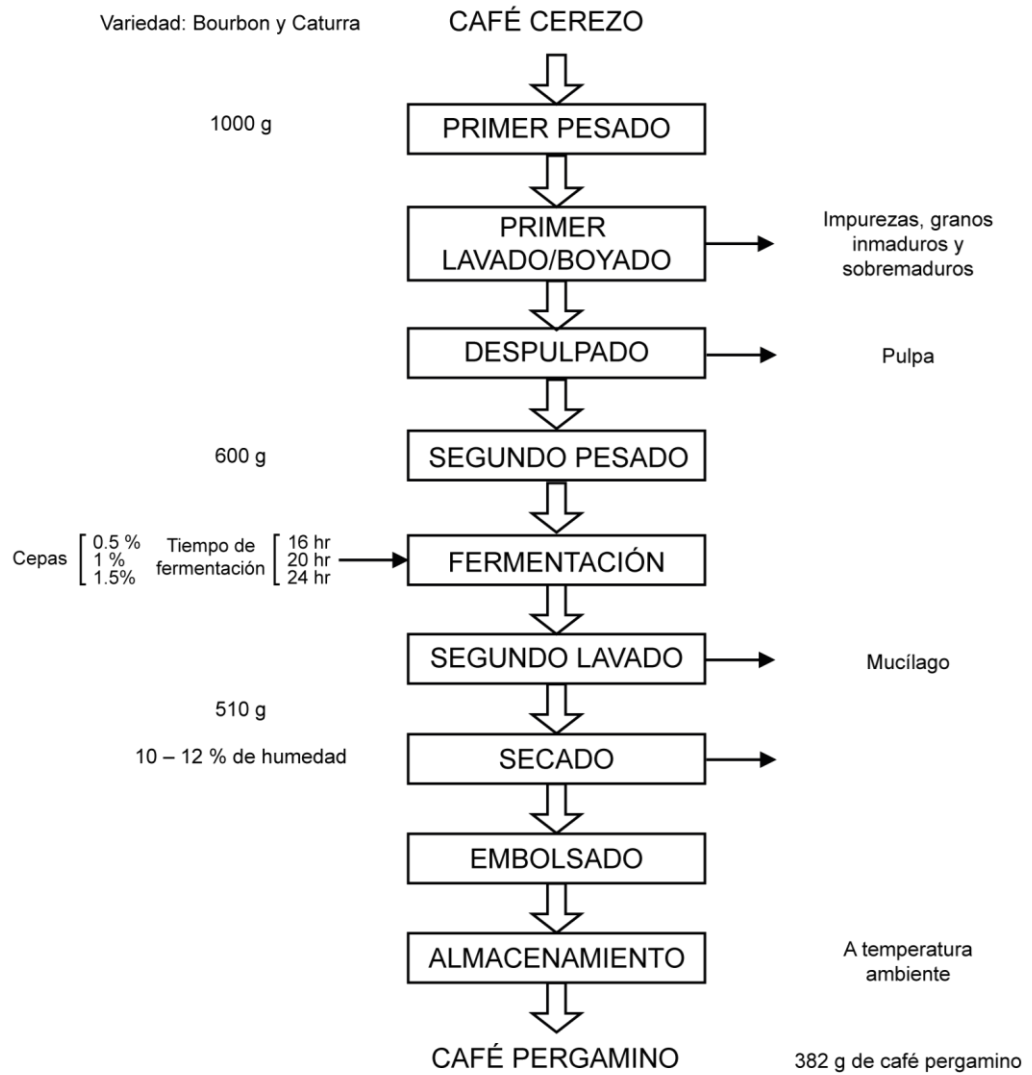 Variedad: Bourbon y Caturra
CAFÉ CEREZO
1000 g
PRIMER PESADO
PRIMER
LAVADO/BOYADO
Impurezas, granos
inmaduros y
sobremaduros
DESPULPADO
Pulpa
600 g
SEGUNDO PESADO
Cepas
0.5 %
1 %
1.5%
Tiempo de
fermentación
16 hr
20 hr
24 hr
FERMENTACIÓN
SEGUNDO LAVADO
Mucílago
510 g
10 – 12 % de humedad
SECADO
EMBOLSADO
ALMACENAMIENTO
A temperatura
ambiente
CAFÉ PERGAMINO
382 g de café pergamino